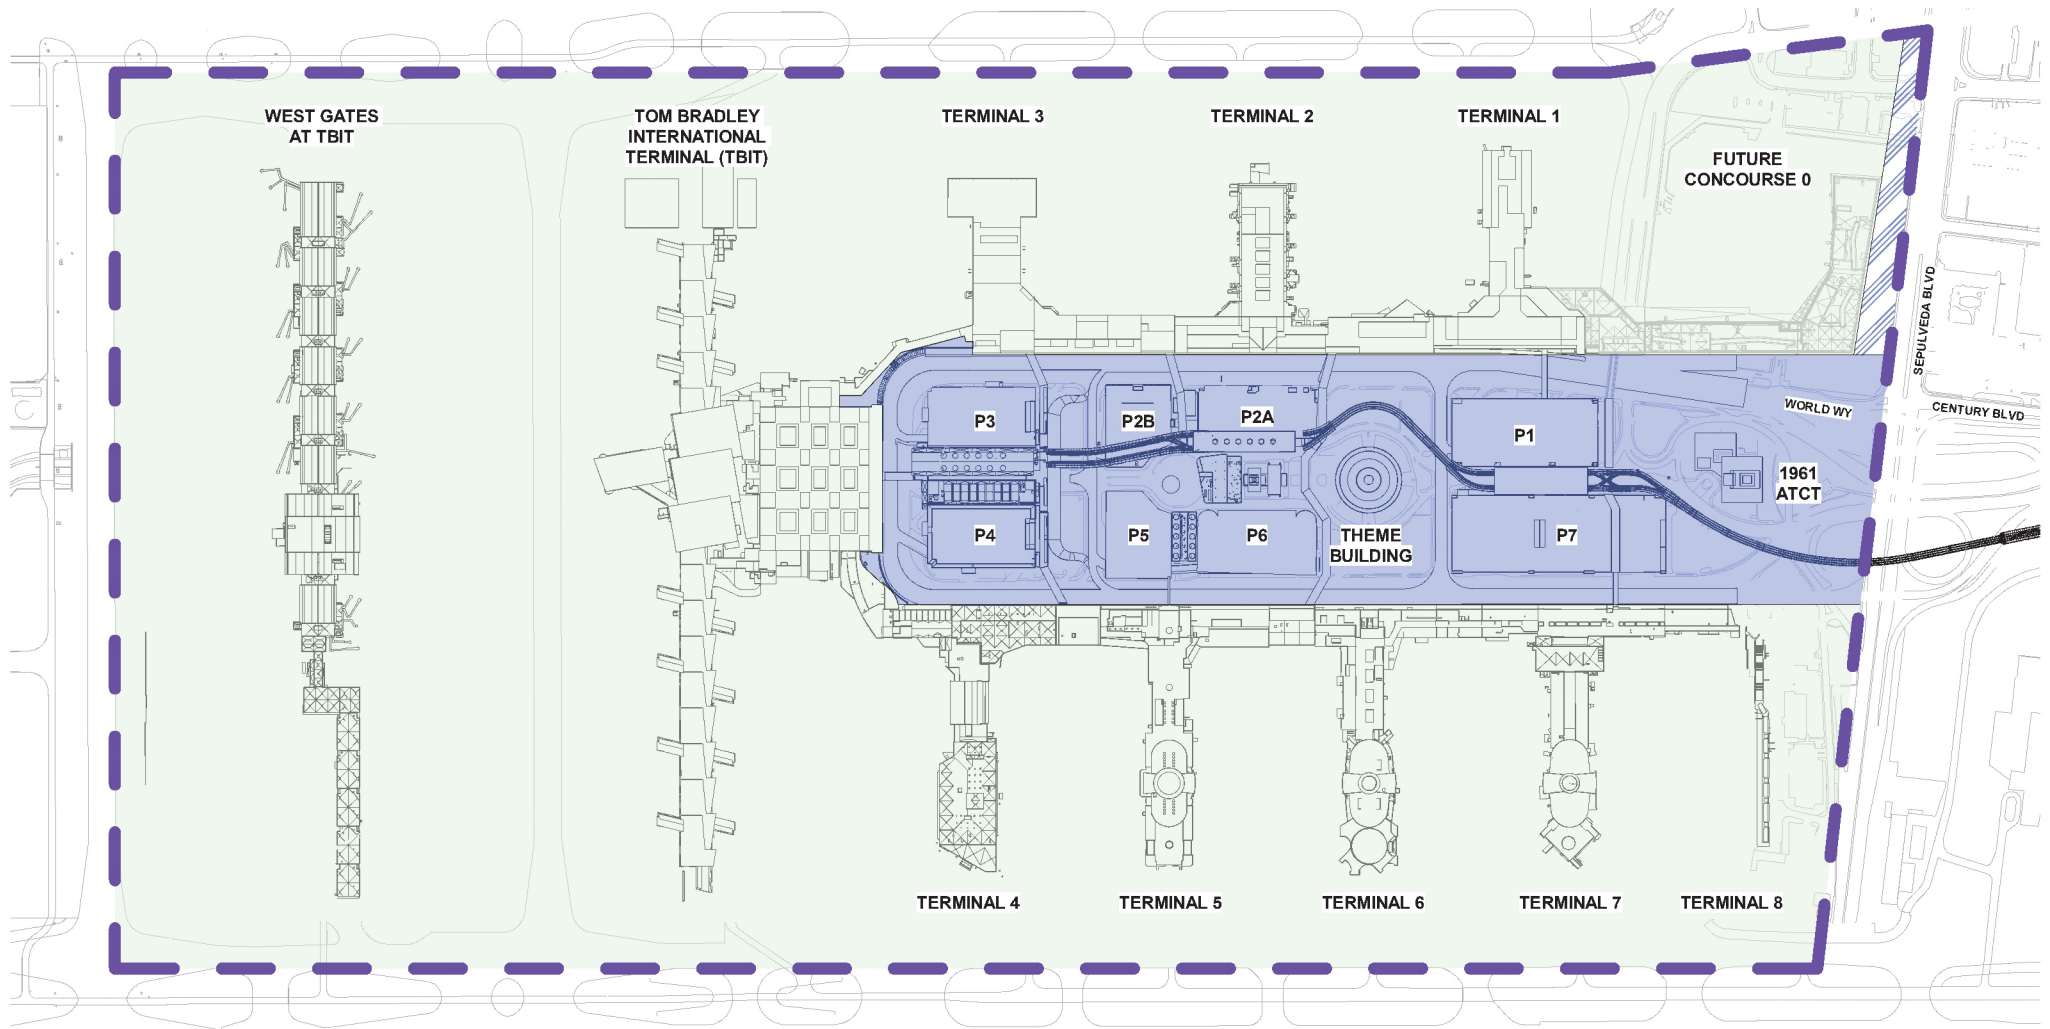 WEST GATES
AT TBIT
TOM BRADLEY
INTERNATIONAL
TERMINAL (TBIT)
TERMINAL 3
TERMINAL 2
TERMINAL 1
FUTURE
CONCOURSE 0
SEPULVEDA BLVD
WORLD WY
CENTURY BLVD
P3
P2B
P2A
P1
1961
ATCT
P4
P5
P6
THEME
BUILDING
P7
TERMINAL 4
TERMINAL 5
TERMINAL 6
TERMINAL 7
TERMINAL 8